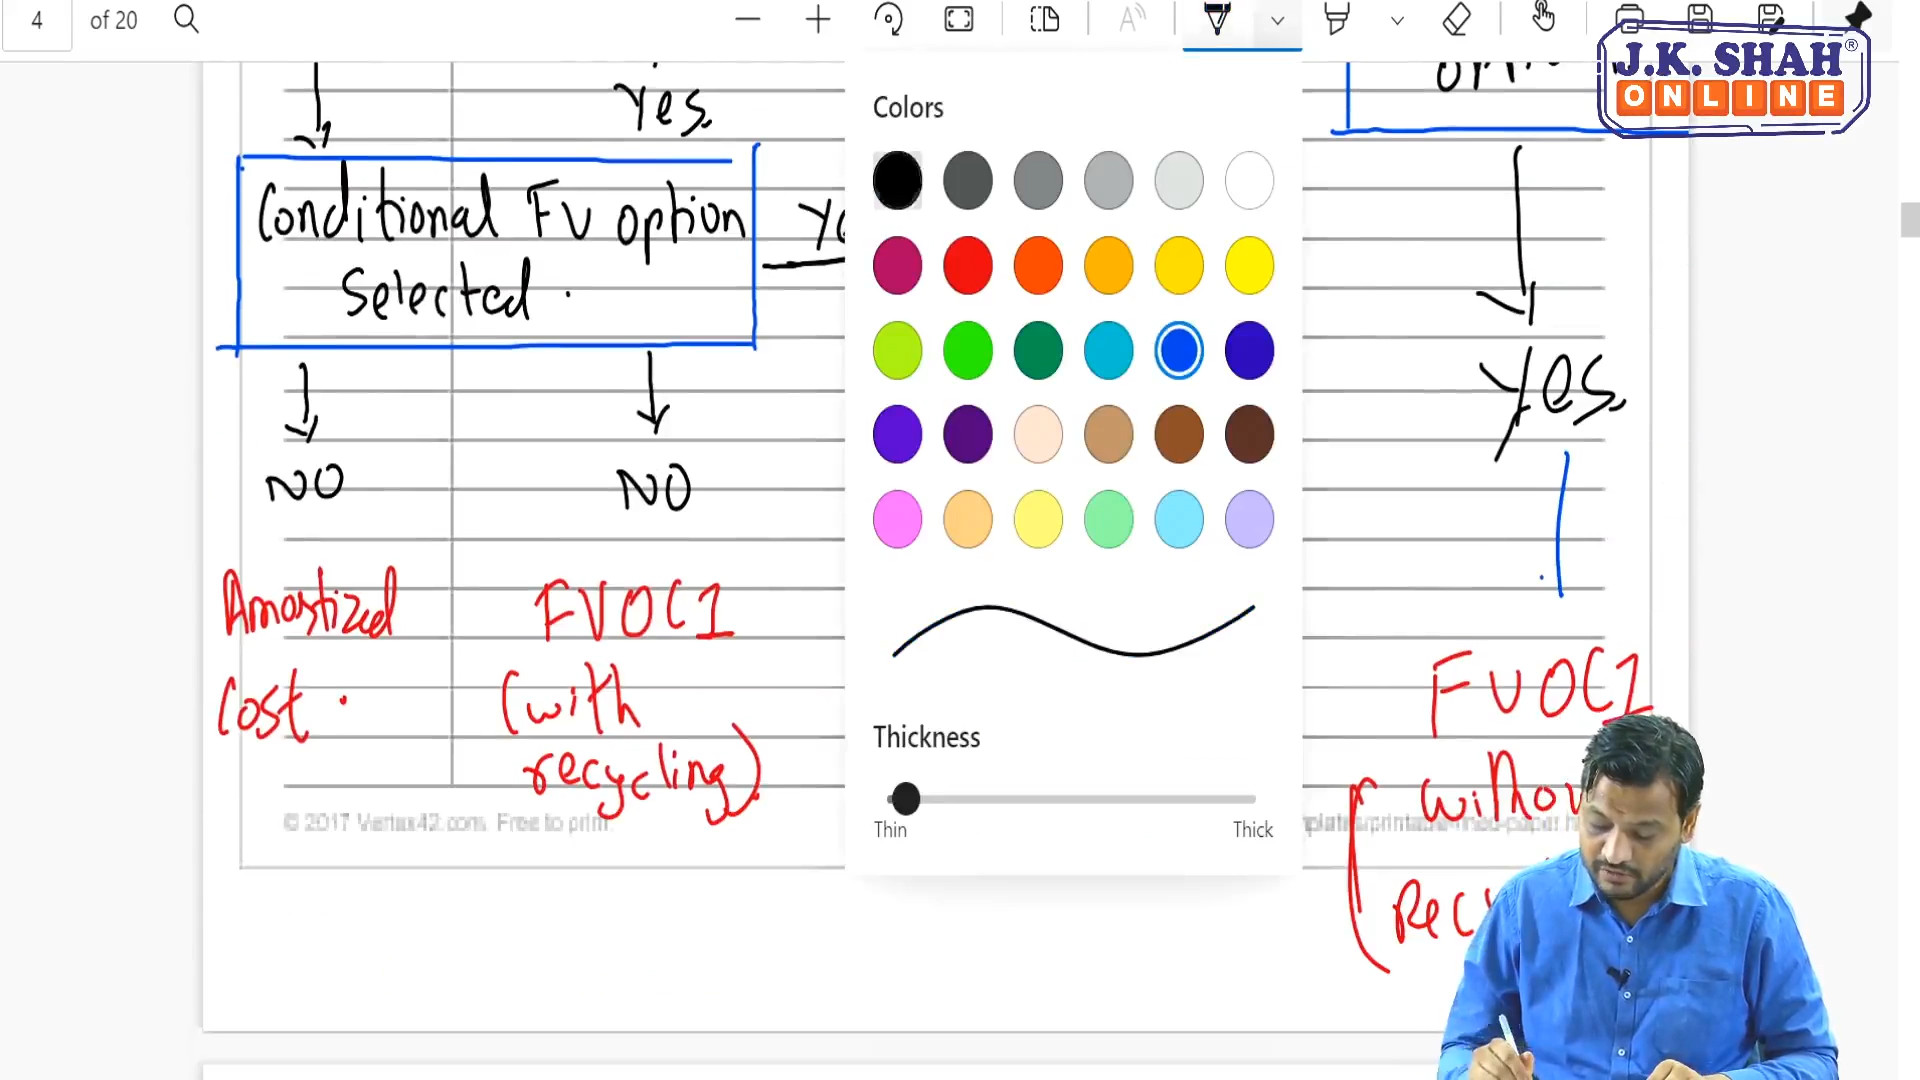 4 of 20
J.K. SHAH®
ONLINE
Yes.
Conditional FV option
Selected.
NO
NO
Amortized
Cost.
FVOCI
(with
recycling)
© 2017 Vertex42.com. Free to print.
Colors
Thickness
Thin
Thick
Yes.
FVOCI